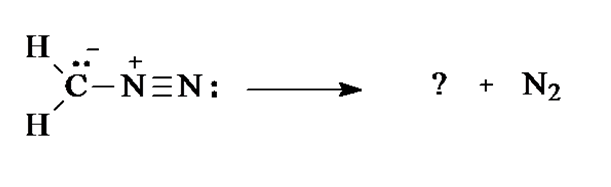 H
C̈⁻–N⁺≡N: ⟶ ? + N₂
H